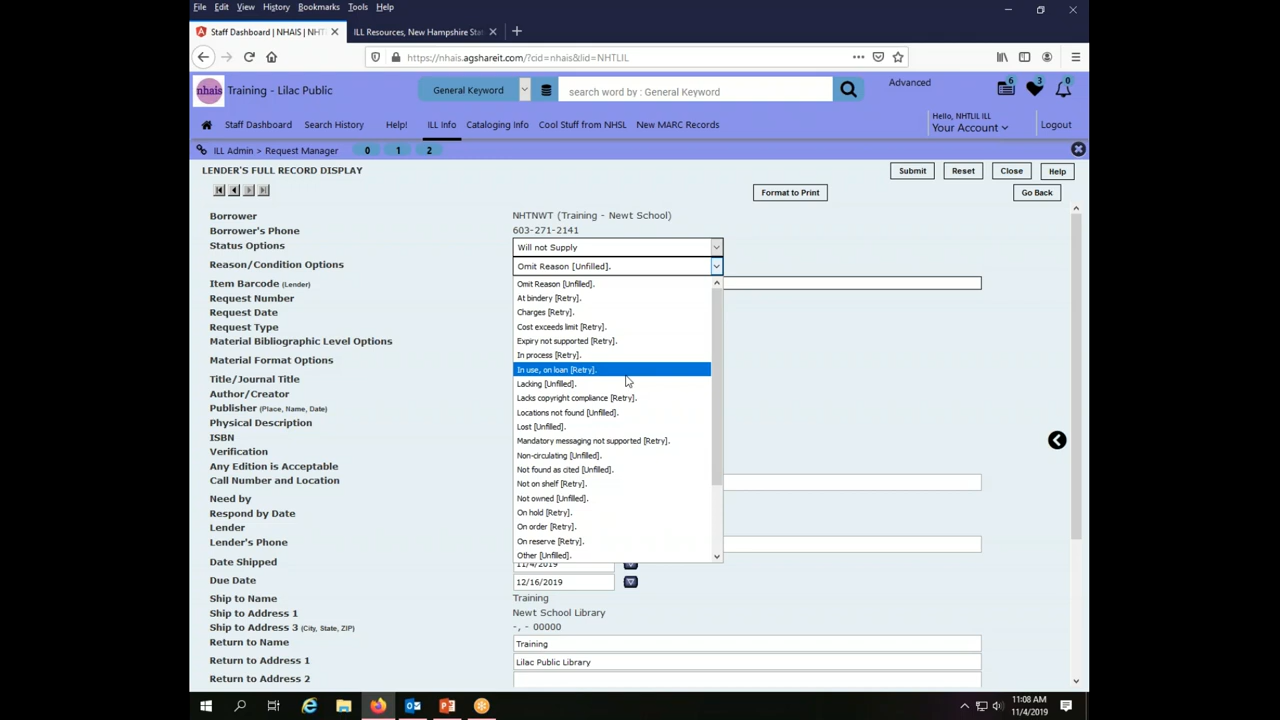 File Edit View History Bookmarks Tools Help
Staff Dashboard | NHAIS | NHT
ILL Resources, New Hampshire Sta
https://nhais.agshareit.com/?cid=nhais&lid=NHTLIL
nhais Training - Lilac Public
General Keyword
search word by : General Keyword
Advanced
6 3 0
Staff Dashboard Search History Help! ILL Info Cataloging Info Cool Stuff from NHSL New MARC Records
Hello, NHTLIL ILL
Your Account
Logout
ILL Admin > Request Manager 0 1 2
LENDER'S FULL RECORD DISPLAY
Submit Reset Close Help
Format to Print
Go Back
Borrower NHTNWT (Training - Newt School)
Borrower's Phone 603-271-2141
Status Options Will not Supply
Reason/Condition Options Omit Reason [Unfilled].
Item Barcode (Lender)
Request Number
Request Date
Request Type
Material Bibliographic Level Options
Material Format Options
Title/Journal Title
Author/Creator
Publisher (Place, Name, Date)
Physical Description
ISBN
Verification
Any Edition is Acceptable
Call Number and Location
Need by
Respond by Date
Lender
Lender's Phone
Omit Reason [Unfilled].
At bindery [Retry].
Charges [Retry].
Cost exceeds limit [Retry].
Expiry not supported [Retry].
In process [Retry].
In use, on loan [Retry].
Lacking [Unfilled].
Lacks copyright compliance [Retry].
Locations not found [Unfilled].
Lost [Unfilled].
Mandatory messaging not supported [Retry].
Non-circulating [Unfilled].
Not found as cited [Unfilled].
Not on shelf [Retry].
Not owned [Unfilled].
On hold [Retry].
On order [Retry].
On reserve [Retry].
Other [Unfilled].
Date Shipped 11/4/2019
Due Date 12/16/2019
Ship to Name Training
Ship to Address 1 Newt School Library
Ship to Address 3 (City, State, ZIP) -, - 00000
Return to Name Training
Return to Address 1 Lilac Public Library
Return to Address 2
11:08 AM
11/4/2019